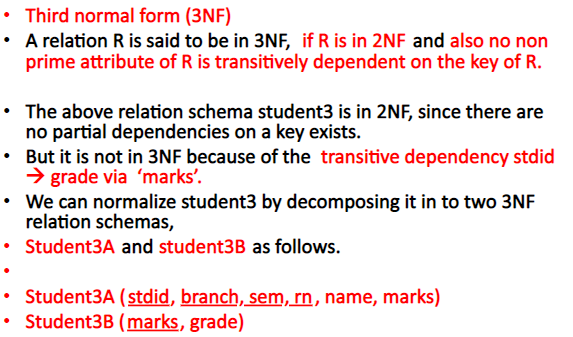 • Third normal form (3NF)
• A relation R is said to be in 3NF, if R is in 2NF and also no non
prime attribute of R is transitively dependent on the key of R.
• The above relation schema student3 is in 2NF, since there are
no partial dependencies on a key exists.
• But it is not in 3NF because of the transitive dependency stdid
→ grade via ‘marks’.
• We can normalize student3 by decomposing it in to two 3NF
relation schemas,
• Student3A and student3B as follows.
•
• Student3A (stdid, branch, sem, rn, name, marks)
• Student3B (marks, grade)